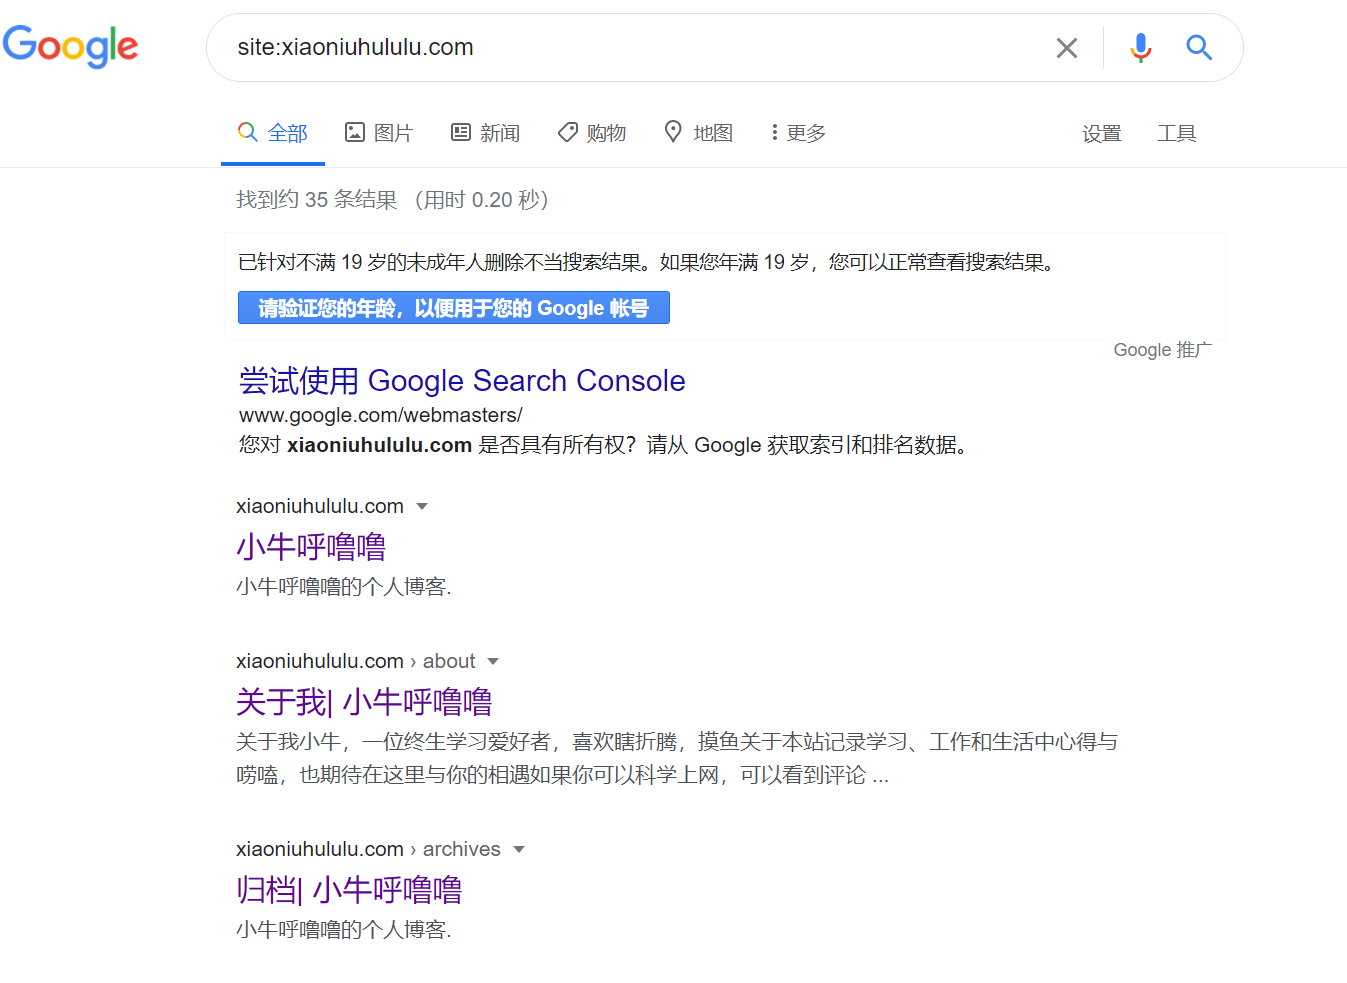 Google
site:xiaoniuhululu.com
全部 图片 新闻 购物 地图 更多 设置 工具
找到约 35 条结果 （用时 0.20 秒）
已针对不满 19 岁的未成年人删除不当搜索结果。如果您年满 19 岁，您可以正常查看搜索结果。
请验证您的年龄，以便用于您的 Google 帐号
Google 推广
尝试使用 Google Search Console
www.google.com/webmasters/
您对 xiaoniuhululu.com 是否具有所有权？请从 Google 获取索引和排名数据。
xiaoniuhululu.com
小牛呼噜噜
小牛呼噜噜的个人博客.
xiaoniuhululu.com › about
关于我| 小牛呼噜噜
关于我小牛，一位终生学习爱好者，喜欢瞎折腾，摸鱼关于本站记录学习、工作和生活中心得与
唠嗑，也期待在这里与你的相遇如果你可以科学上网，可以看到评论 ...
xiaoniuhululu.com › archives
归档| 小牛呼噜噜
小牛呼噜噜的个人博客.